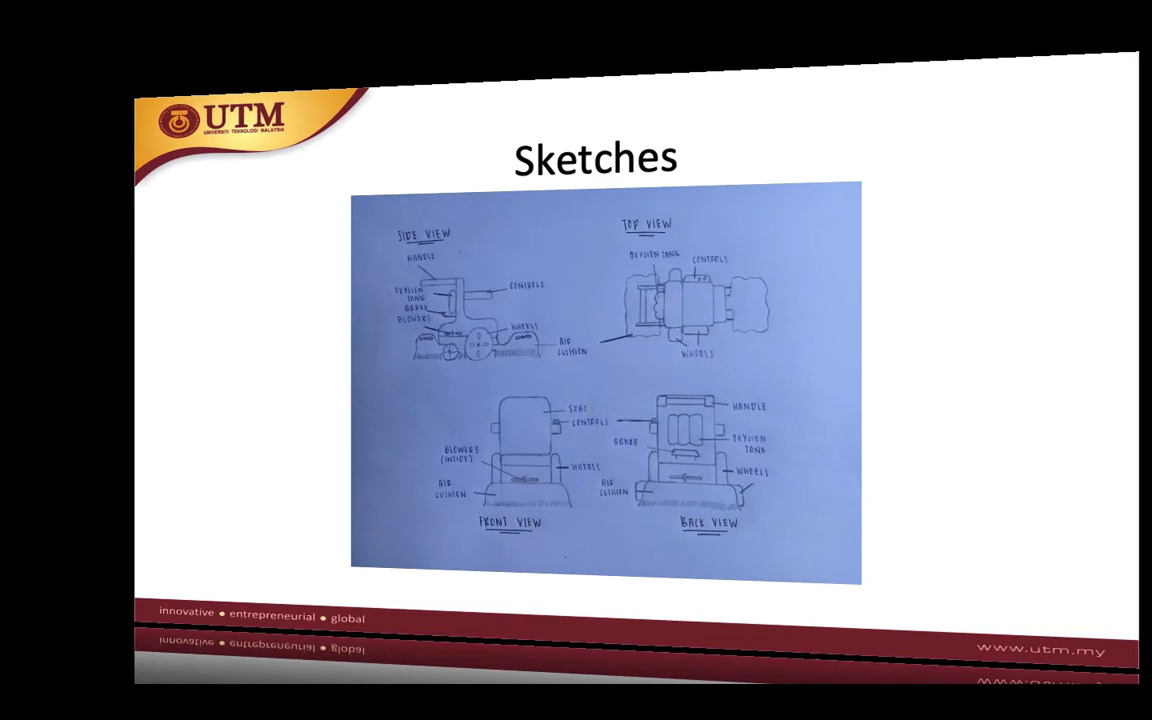 UTM
UNIVERSITI TEKNOLOGI MALAYSIA
Sketches
SIDE VIEW
HANDLE
OXYGEN
TANK
BRAKE
BLOWERS
CONTROLS
WHEELS
AIR
CUSHION
TOP VIEW
OXYGEN TANK
CONTROLS
WHEELS
CONTROLS
BLOWERS
(INSIDE)
WHEELS
AIR
CUSHION
FRONT VIEW
HANDLE
BRAKE
OXYGEN
TANK
WHEELS
AIR
CUSHION
BACK VIEW
innovative ● entrepreneurial ● global
www.utm.my